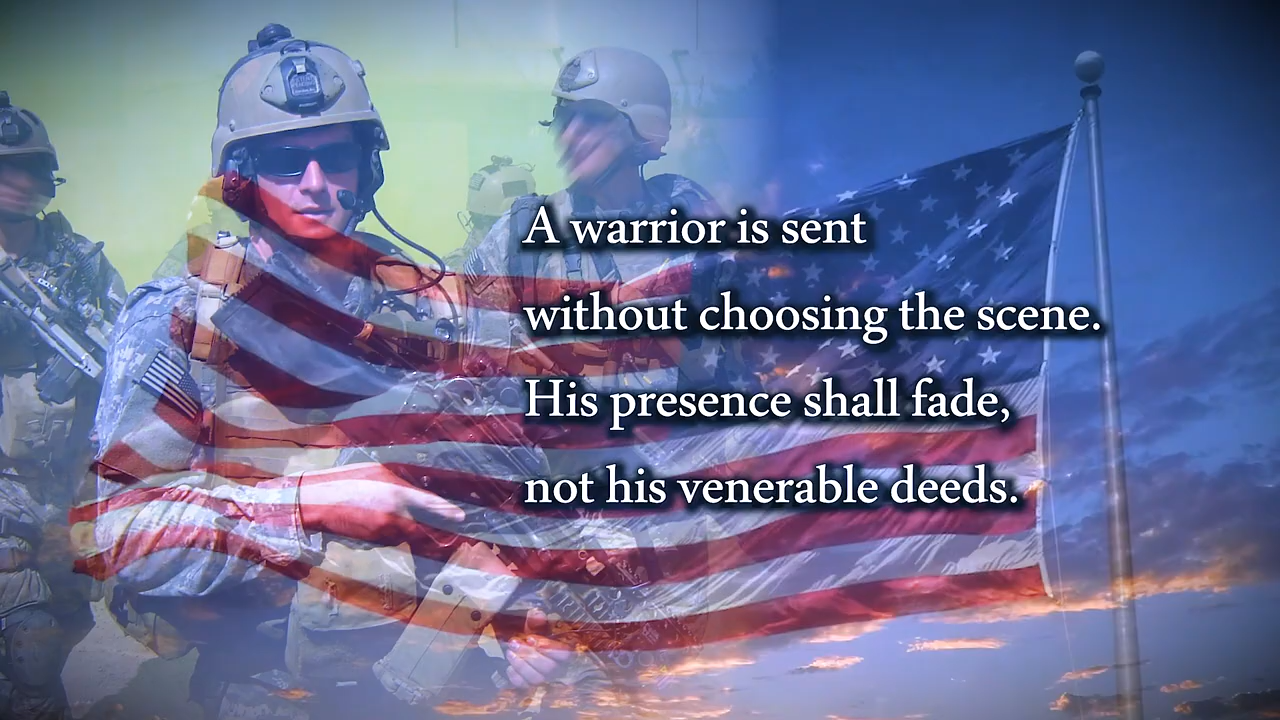 A warrior is sent
without choosing the scene.
His presence shall fade,
not his venerable deeds.